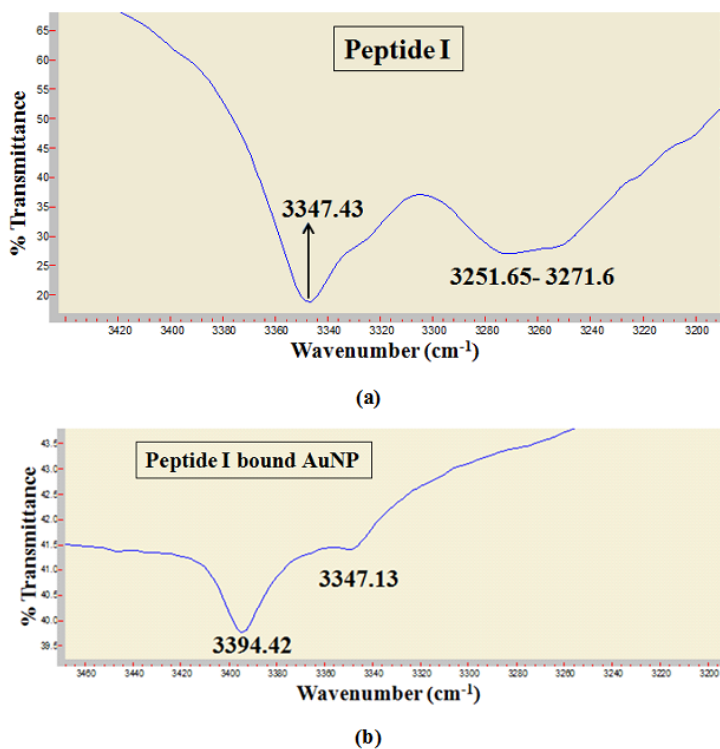 65
60
55
50
45
40
35
30
25
20
% Transmittance
Peptide I
3347.43
3251.65- 3271.6
3420 3400 3380 3360 3340 3320 3300 3280 3260 3240 3220 3200
Wavenumber (cm-1)
(a)
43.5
43.0
42.5
42.0
41.5
41.0
40.5
40.0
39.5
% Transmittance
Peptide I bound AuNP
3347.13
3394.42
3460 3440 3420 3400 3380 3360 3340 3320 3300 3280 3260 3240 3220 3200
Wavenumber (cm-1)
(b)